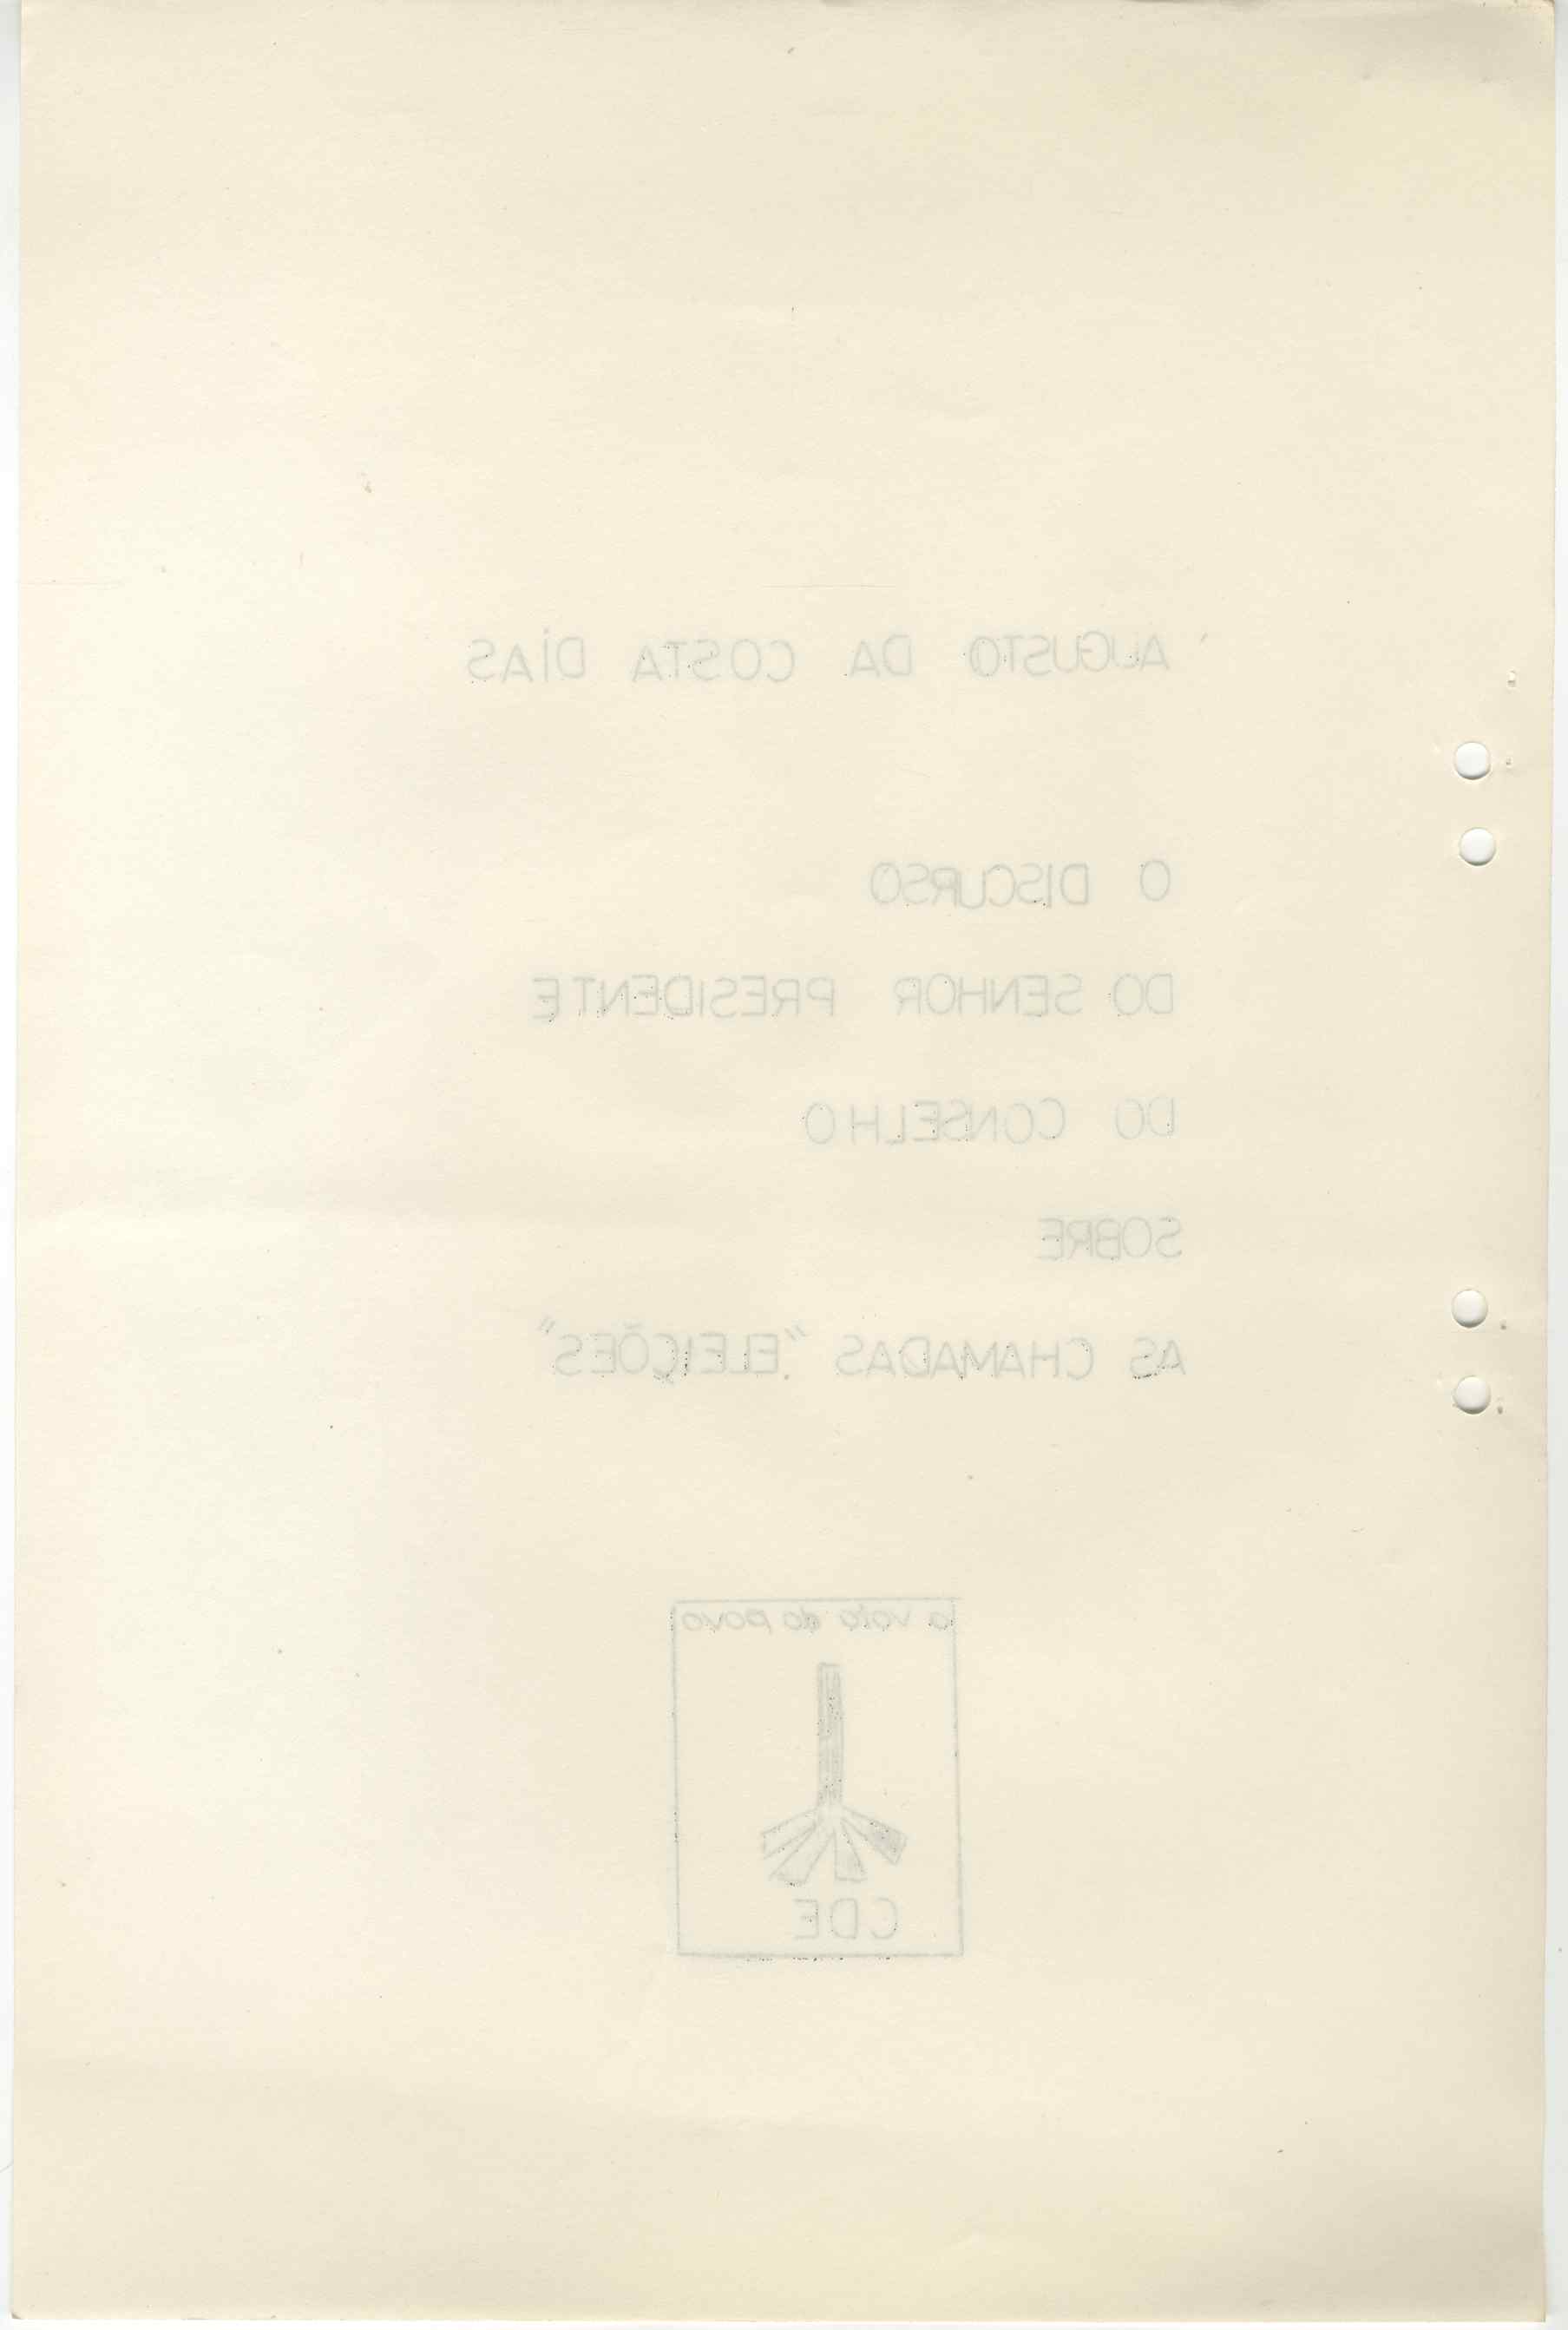 AUGUSTO DA COSTA DIAS
O DISCURSO
DO SENHOR PRESIDENTE
DO CONSELHO
SOBRE
AS CHAMADAS "ELEIÇÕES"
o voto do povo
CDE